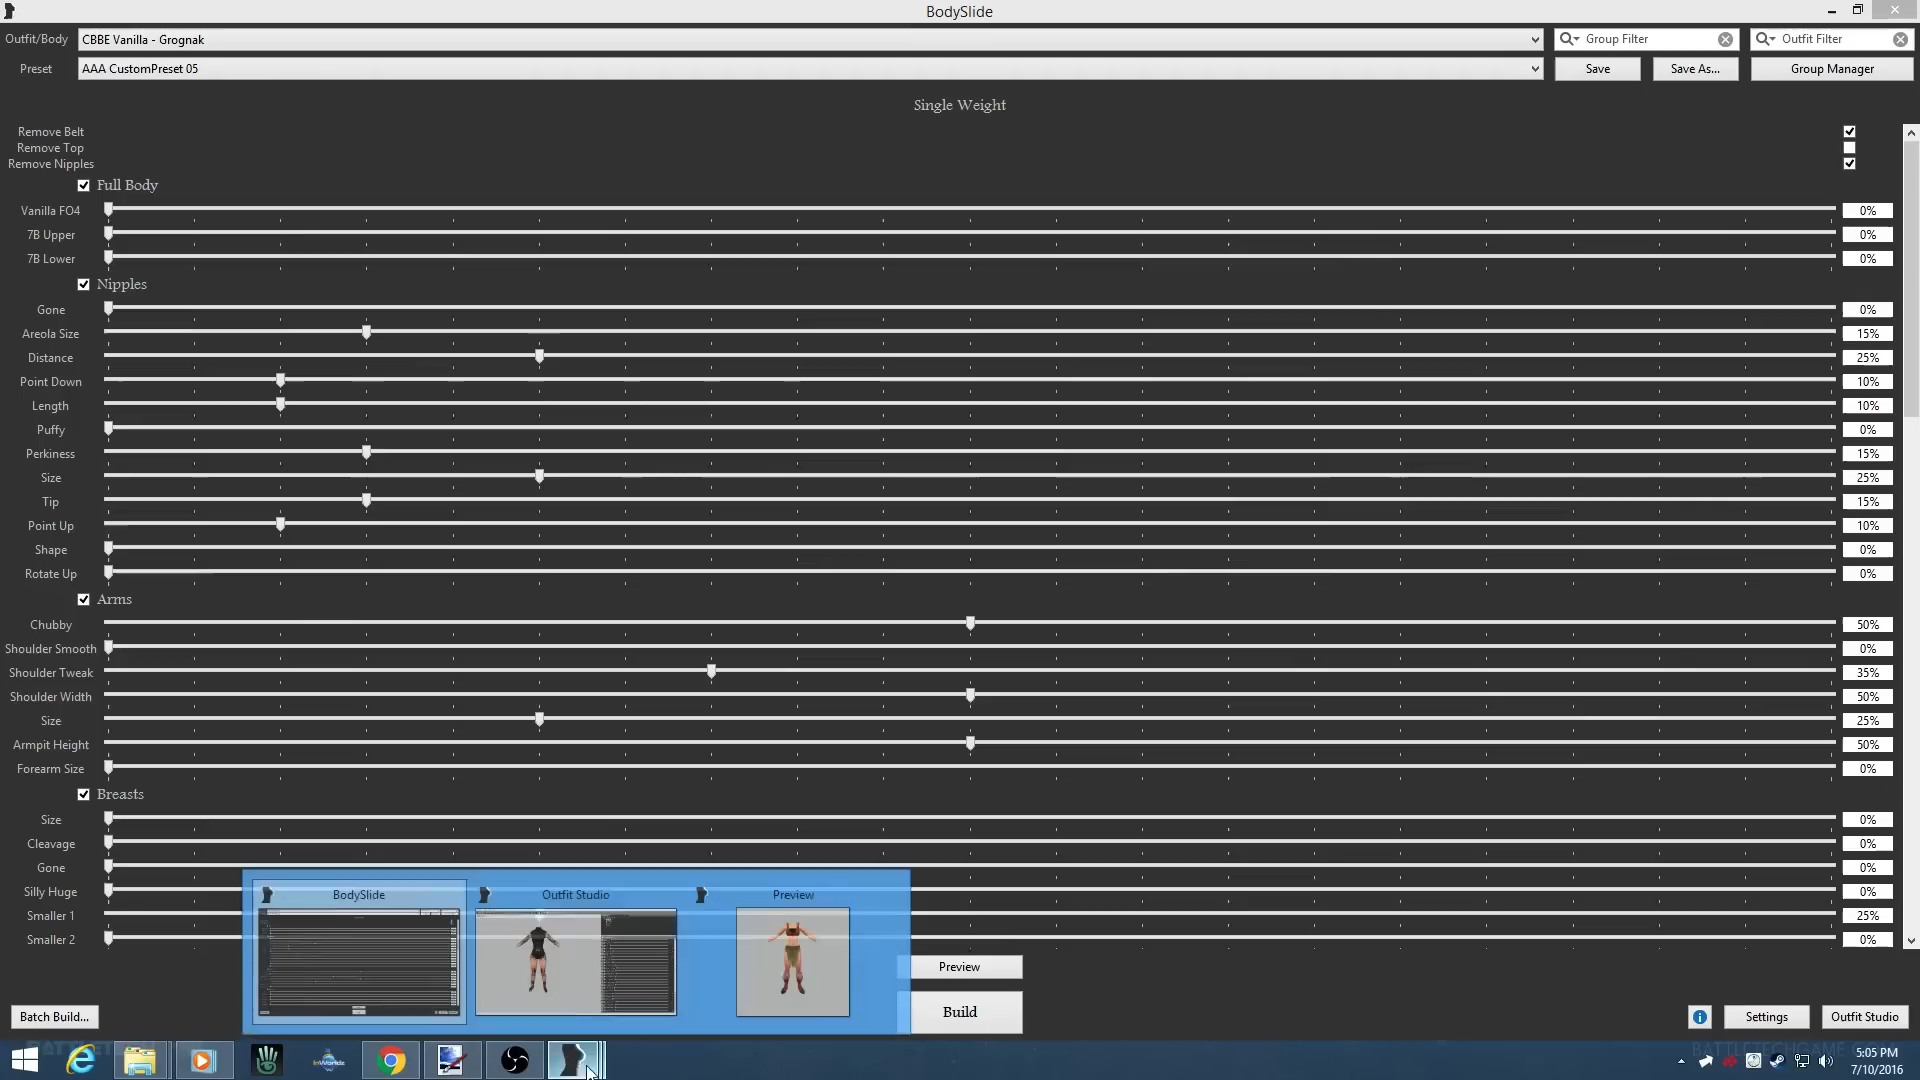 BodySlide
Outfit/Body CBBE Vanilla - Grognak Group Filter Outfit Filter
Preset AAA CustomPreset 05 Save Save As... Group Manager
Single Weight
Remove Belt
Remove Top
Remove Nipples
Full Body
Vanilla FO4 0%
7B Upper 0%
7B Lower 0%
Nipples
Gone 0%
Areola Size 15%
Distance 25%
Point Down 10%
Length 10%
Puffy 0%
Perkiness 15%
Size 25%
Tip 15%
Point Up 10%
Shape 0%
Rotate Up 0%
Arms
Chubby 50%
Shoulder Smooth 0%
Shoulder Tweak 35%
Shoulder Width 50%
Size 25%
Armpit Height 50%
Forearm Size 0%
Breasts
Size 0%
Cleavage 0%
Gone 0%
Silly Huge 0%
Smaller 1 25%
Smaller 2 0%
BodySlide Outfit Studio Preview
Preview
Batch Build... Build Settings Outfit Studio
InWorldz
BATTLETECHGAME.COM
5:05 PM
7/10/2016